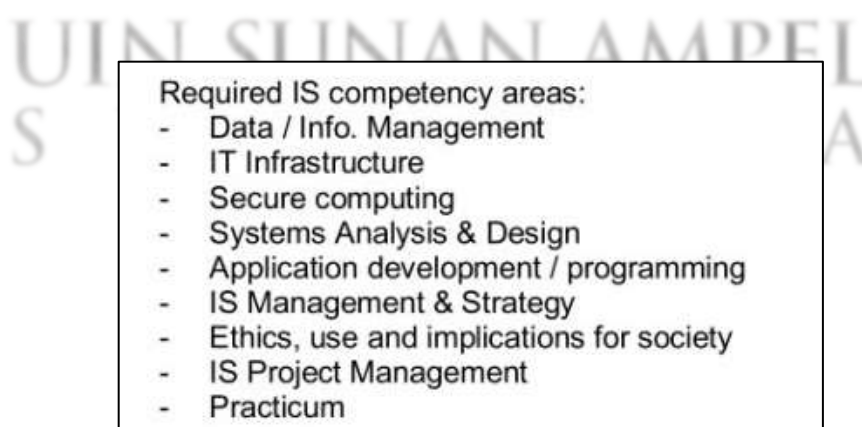 UIN SUNAN AMPEL
S A
Required IS competency areas:
- Data / Info. Management
- IT Infrastructure
- Secure computing
- Systems Analysis & Design
- Application development / programming
- IS Management & Strategy
- Ethics, use and implications for society
- IS Project Management
- Practicum